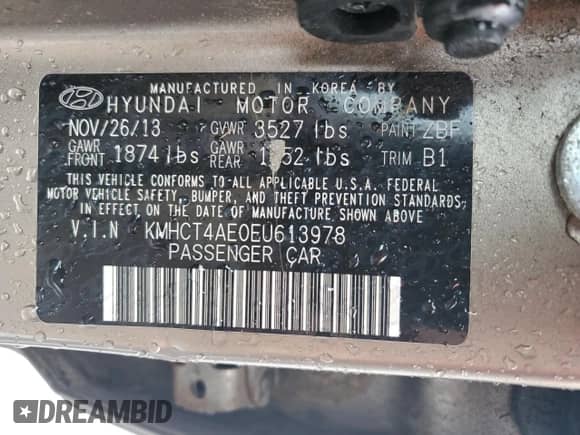 MANUFACTURED IN KOREA BY
HYUNDAI MOTOR COMPANY
NOV/26/13 GVWR 3527 lbs PAINT ZBF
GAWR FRONT 1874 lbs GAWR REAR lbs TRIM B1
THIS VEHICLE CONFORMS TO ALL APPLICABLE U.S.A. FEDERAL
MOTOR VEHICLE SAFETY, BUMPER, AND THEFT PREVENTION STANDARDS
IN EFFECT ON THE DATE OF MANUFACTURE SHOWN ABOVE
V.I.N KMHCT4AE0EU613978
PASSENGER CAR
DREAMBID